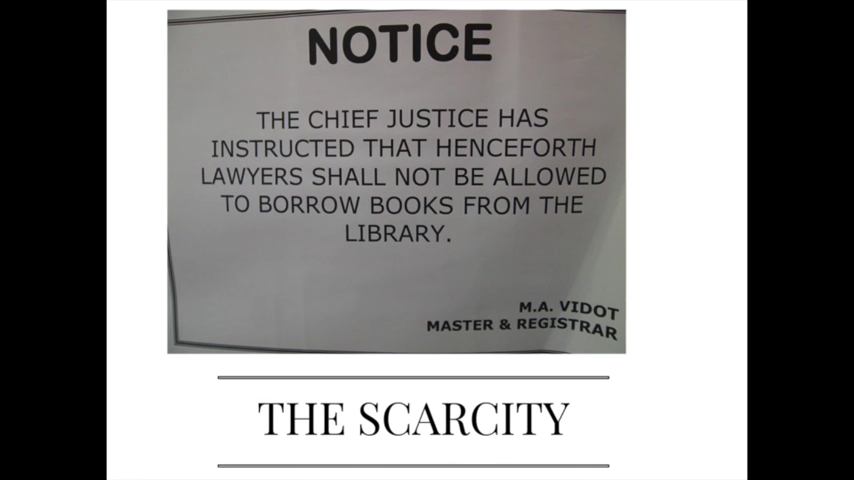 NOTICE
THE CHIEF JUSTICE HAS
INSTRUCTED THAT HENCEFORTH
LAWYERS SHALL NOT BE ALLOWED
TO BORROW BOOKS FROM THE
LIBRARY.
M.A. VIDOT
MASTER & REGISTRAR
THE SCARCITY